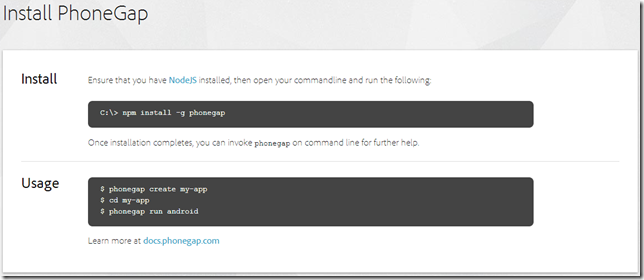 Install PhoneGap
Install
Ensure that you have NodeJS installed, then open your commandline and run the following:
C:\> npm install -g phonegap
Once installation completes, you can invoke phonegap on command line for further help.
Usage
$ phonegap create my-app
$ cd my-app
$ phonegap run android
Learn more at docs.phonegap.com